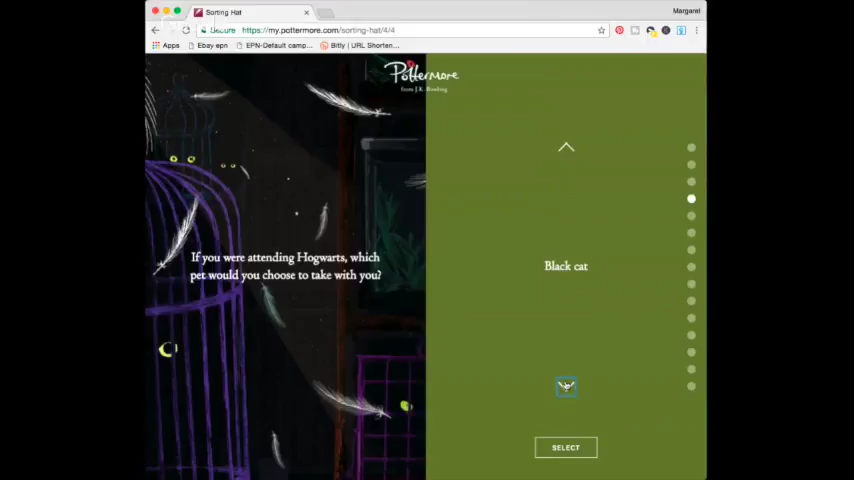 Sorting Hat
Margaret
Secure https://my.pottermore.com/sorting-hat/4/4
Apps Ebay epn EPN-Default camp... Bitly | URL Shorten...
Pottermore
from J.K. Rowling
If you were attending Hogwarts, which
pet would you choose to take with you?
Black cat
SELECT